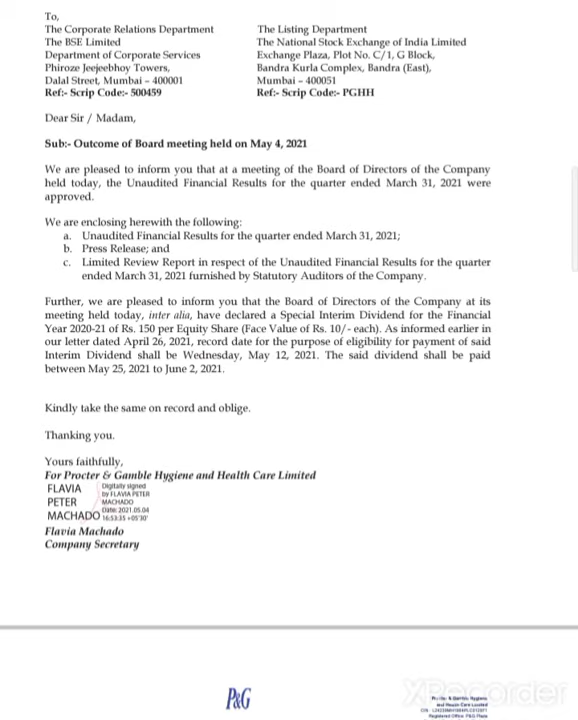 To,
The Corporate Relations Department
The BSE Limited
Department of Corporate Services
Phiroze Jeejeebhoy Towers,
Dalal Street, Mumbai – 400001
Ref:- Scrip Code:- 500459
The Listing Department
The National Stock Exchange of India Limited
Exchange Plaza, Plot No. C/1, G Block,
Bandra Kurla Complex, Bandra (East),
Mumbai – 400051
Ref:- Scrip Code:- PGHH
Dear Sir / Madam,
Sub:- Outcome of Board meeting held on May 4, 2021
We are pleased to inform you that at a meeting of the Board of Directors of the Company
held today, the Unaudited Financial Results for the quarter ended March 31, 2021 were
approved.
We are enclosing herewith the following:
a. Unaudited Financial Results for the quarter ended March 31, 2021;
b. Press Release; and
c. Limited Review Report in respect of the Unaudited Financial Results for the quarter
ended March 31, 2021 furnished by Statutory Auditors of the Company.
Further, we are pleased to inform you that the Board of Directors of the Company at its
meeting held today, inter alia, have declared a Special Interim Dividend for the Financial
Year 2020-21 of Rs. 150 per Equity Share (Face Value of Rs. 10/- each). As informed earlier in
our letter dated April 26, 2021, record date for the purpose of eligibility for payment of said
Interim Dividend shall be Wednesday, May 12, 2021. The said dividend shall be paid
between May 25, 2021 to June 2, 2021.
Kindly take the same on record and oblige.
Thanking you.
Yours faithfully,
For Procter & Gamble Hygiene and Health Care Limited
FLAVIA
PETER
MACHADO
Digitally signed
by FLAVIA PETER
MACHADO
Date: 2021.05.04
16:53:35 +05'30'
Flavia Machado
Company Secretary
P&G
XRecorder
Procter & Gamble Hygiene
and Health Care Limited
Registered Office: P&G Plaza